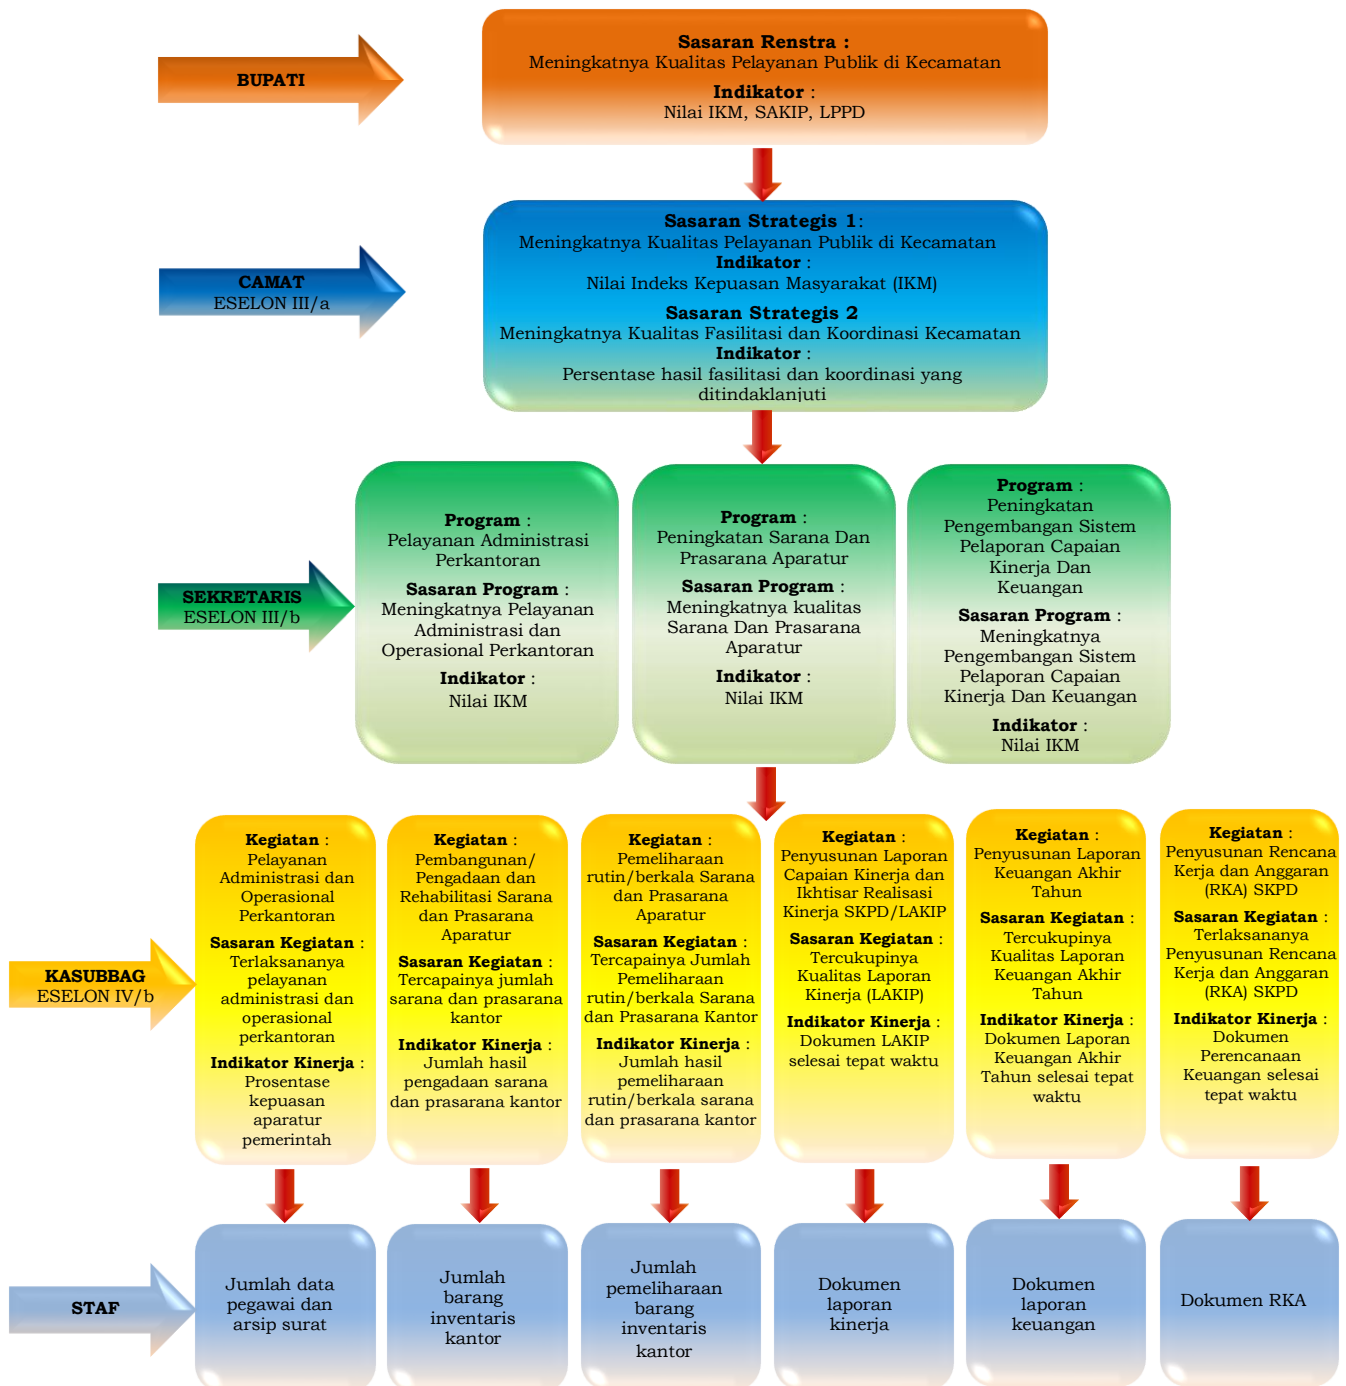 BUPATI
Sasaran Renstra :
Meningkatnya Kualitas Pelayanan Publik di Kecamatan
Indikator :
Nilai IKM, SAKIP, LPPD
CAMAT
ESELON III/a
Sasaran Strategis 1:
Meningkatnya Kualitas Pelayanan Publik di Kecamatan
Indikator :
Nilai Indeks Kepuasan Masyarakat (IKM)
Sasaran Strategis 2
Meningkatnya Kualitas Fasilitasi dan Koordinasi Kecamatan
Indikator :
Persentase hasil fasilitasi dan koordinasi yang
ditindaklanjuti
SEKRETARIS
ESELON III/b
Program :
Pelayanan Administrasi
Perkantoran
Sasaran Program :
Meningkatnya Pelayanan
Administrasi dan
Operasional Perkantoran
Indikator :
Nilai IKM
Program :
Peningkatan Sarana Dan
Prasarana Aparatur
Sasaran Program :
Meningkatnya kualitas
Sarana Dan Prasarana
Aparatur
Indikator :
Nilai IKM
Program :
Peningkatan
Pengembangan Sistem
Pelaporan Capaian
Kinerja Dan
Keuangan
Sasaran Program :
Meningkatnya
Pengembangan Sistem
Pelaporan Capaian
Kinerja Dan Keuangan
Indikator :
Nilai IKM
KASUBBAG
ESELON IV/b
Kegiatan :
Pelayanan
Administrasi dan
Operasional
Perkantoran
Sasaran Kegiatan :
Terlaksananya
pelayanan
administrasi dan
operasional
perkantoran
Indikator Kinerja :
Prosentase
kepuasan
aparatur
pemerintah
Kegiatan :
Pembangunan/
Pengadaan dan
Rehabilitasi Sarana
dan Prasarana
Aparatur
Sasaran Kegiatan :
Tercapainya jumlah
sarana dan prasarana
kantor
Indikator Kinerja :
Jumlah hasil
pengadaan sarana
dan prasarana kantor
Kegiatan :
Pemeliharaan
rutin/berkala Sarana
dan Prasarana
Aparatur
Sasaran Kegiatan :
Tercapainya Jumlah
Pemeliharaan
rutin/berkala Sarana
dan Prasarana Kantor
Indikator Kinerja :
Jumlah hasil
pemeliharaan
rutin/berkala sarana
dan prasarana kantor
Kegiatan :
Penyusunan Laporan
Capaian Kinerja dan
Ikhtisar Realisasi
Kinerja SKPD/LAKIP
Sasaran Kegiatan :
Tercukupinya
Kualitas Laporan
Kinerja (LAKIP)
Indikator Kinerja :
Dokumen LAKIP
selesai tepat waktu
Kegiatan :
Penyusunan Laporan
Keuangan Akhir
Tahun
Sasaran Kegiatan :
Tercukupinya
Kualitas Laporan
Keuangan Akhir
Tahun
Indikator Kinerja :
Dokumen Laporan
Keuangan Akhir
Tahun selesai tepat
waktu
Kegiatan :
Penyusunan Rencana
Kerja dan Anggaran
(RKA) SKPD
Sasaran Kegiatan :
Terlaksananya
Penyusunan Rencana
Kerja dan Anggaran
(RKA) SKPD
Indikator Kinerja :
Dokumen
Perencanaan
Keuangan selesai
tepat waktu
STAF
Jumlah data
pegawai dan
arsip surat
Jumlah
barang
inventaris
kantor
Jumlah
pemeliharaan
barang
inventaris
kantor
Dokumen
laporan
kinerja
Dokumen
laporan
keuangan
Dokumen RKA